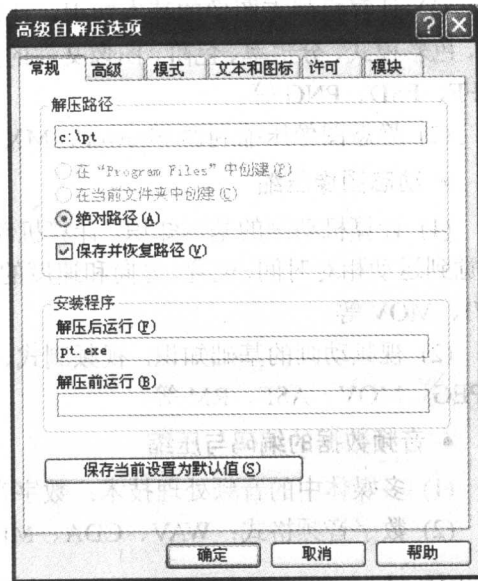 高级自解压选项
常规 高级 模式 文本和图标 许可 模块
解压路径
c:\pt
在“Program Files”中创建(P)
在当前文件夹中创建(C)
绝对路径(A)
保存并恢复路径(V)
安装程序
解压后运行(F)
pt.exe
解压前运行(B)
保存当前设置为默认值(S)
确定 取消 帮助